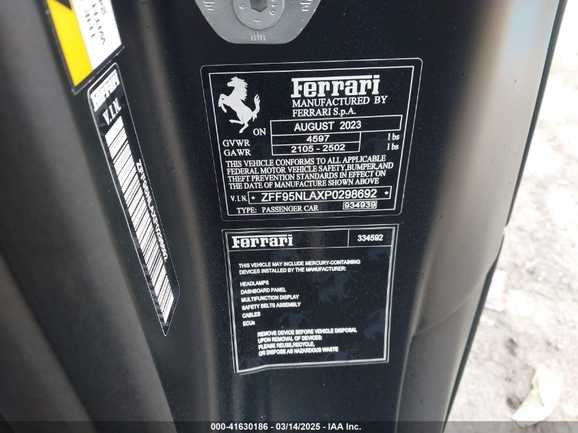 Ferrari
MANUFACTURED BY
FERRARI S.p.A.
ON AUGUST 2023
GVWR 4597 lbs
GAWR 2105 - 2502 lbs
THIS VEHICLE CONFORMS TO ALL APPLICABLE
FEDERAL MOTOR VEHICLE SAFETY, BUMPER, AND
THEFT PREVENTION STANDARDS IN EFFECT ON
THE DATE OF MANUFACTURE SHOWN ABOVE
V.I.N. * ZFF95NLAXP0298692 *
TYPE: PASSENGER CAR 934939
Ferrari 334592
THIS VEHICLE MAY INCLUDE MERCURY-CONTAINING
DEVICES INSTALLED BY THE MANUFACTURER:
HEADLAMPS
DASHBOARD PANEL
MULTIFUNCTION DISPLAY
SAFETY BELTS ASSEMBLY
CABLES
ECUs
REMOVE DEVICE BEFORE VEHICLE DISPOSAL
UPON REMOVAL OF DEVICES:
PLEASE REUSE, RECYCLE,
OR DISPOSE AS HAZARDOUS WASTE
Ferrari
V.I.N.
000-41630186 - 03/14/2025 - IAA Inc.